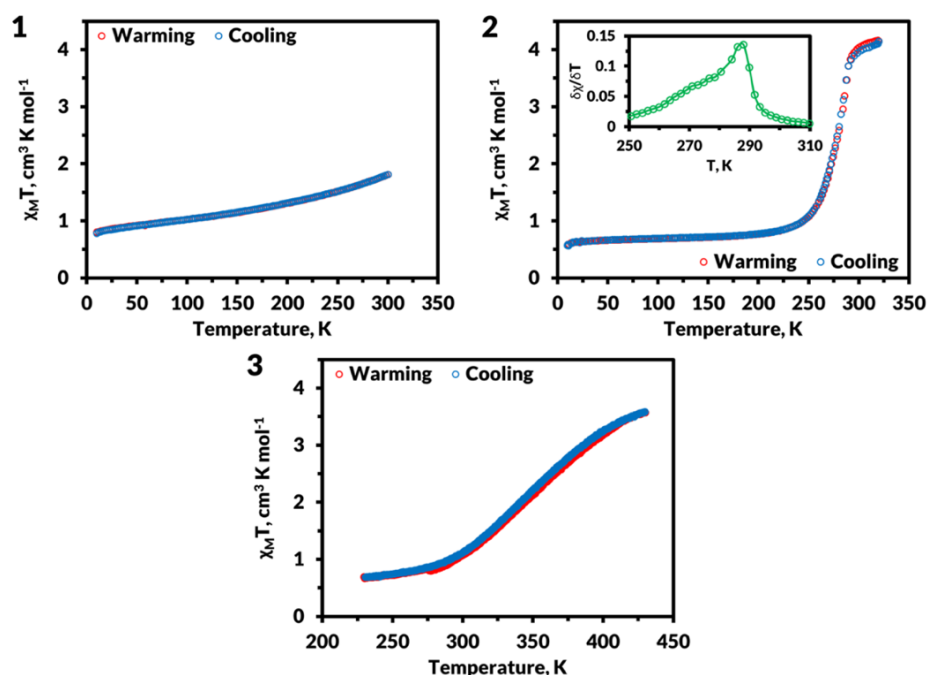 1
Warming Cooling
4
3
2
1
0
0 50 100 150 200 250 300 350
χMT, cm³ K mol⁻¹
Temperature, K
2
4
3
2
1
0
0 50 100 150 200 250 300 350
χMT, cm³ K mol⁻¹
Temperature, K
Warming Cooling
0.15
0.10
0.05
0
250 270 290 310
δχ/δT
T, K
3
Warming Cooling
4
3
2
1
0
200 250 300 350 400 450
χMT, cm³ K mol⁻¹
Temperature, K